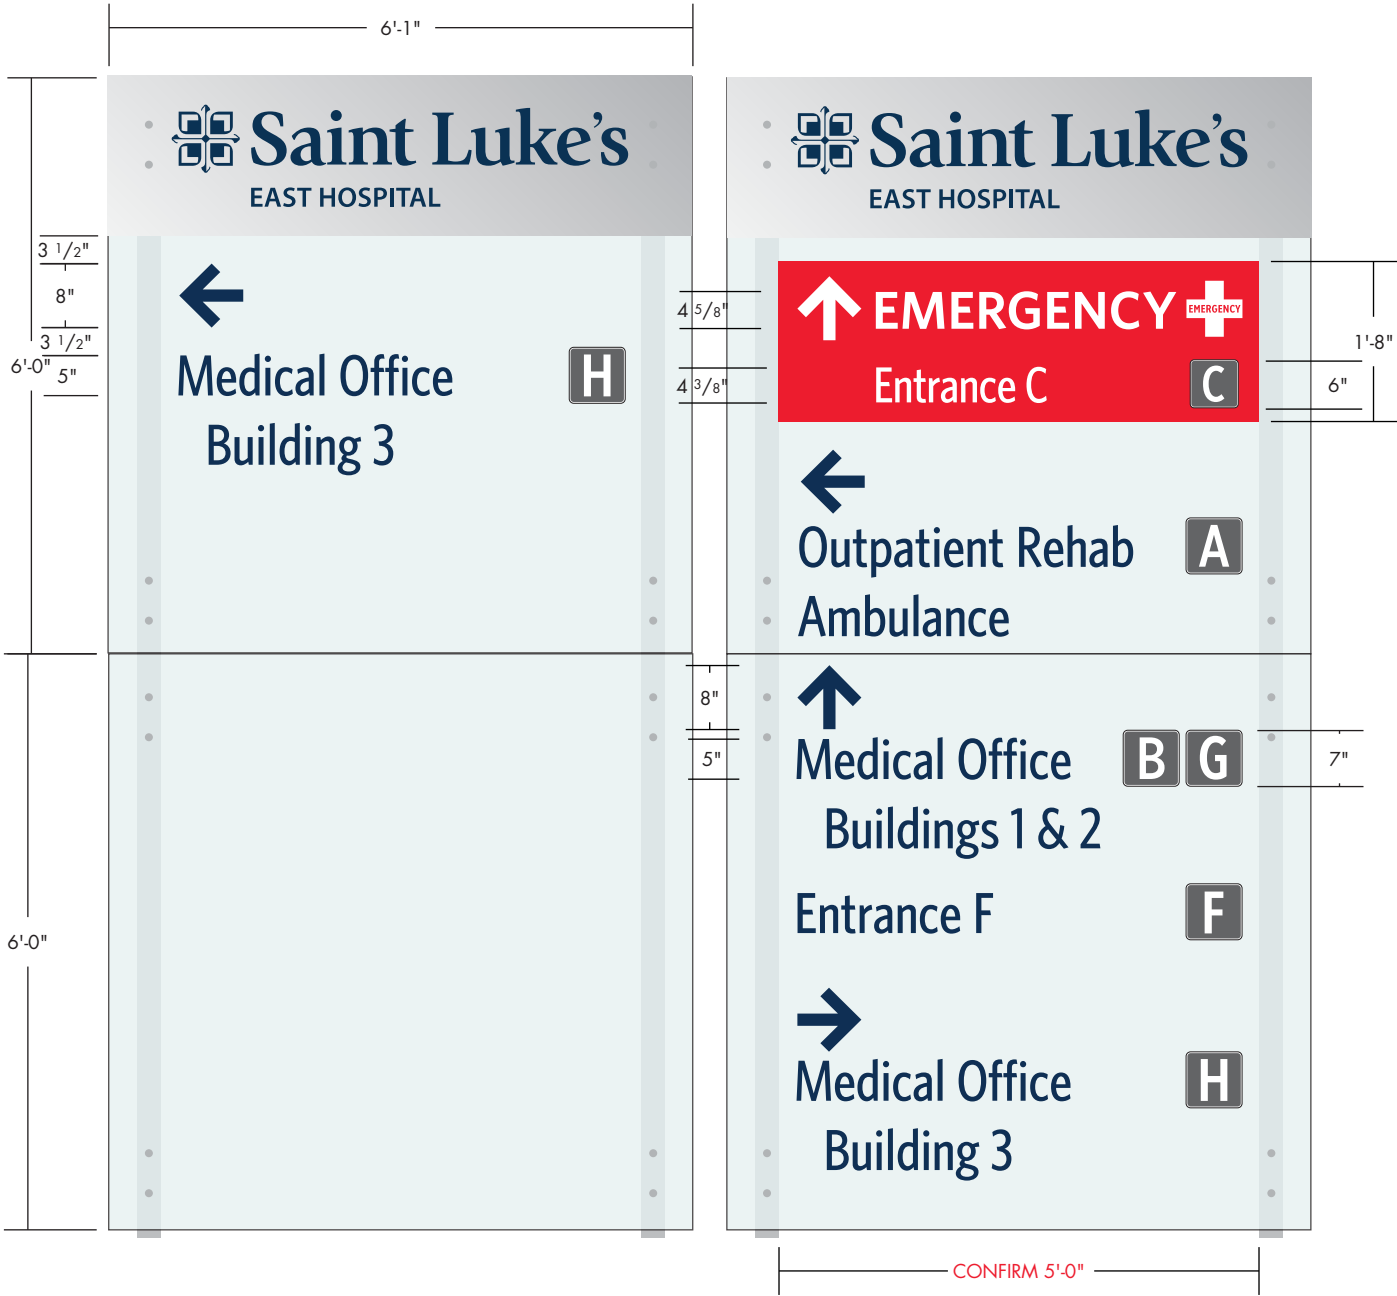 6'-1"
Saint Luke's
EAST HOSPITAL
3 1/2"
8"
3 1/2"
6'-0"
5"
Medical Office H
Building 3
6'-0"
Saint Luke's
EAST HOSPITAL
4 5/8"
4 3/8"
EMERGENCY EMERGENCY
Entrance C C
1'-8"
6"
Outpatient Rehab A
Ambulance
8"
5"
Medical Office B G
Buildings 1 & 2
7"
Entrance F F
Medical Office H
Building 3
CONFIRM 5'-0"